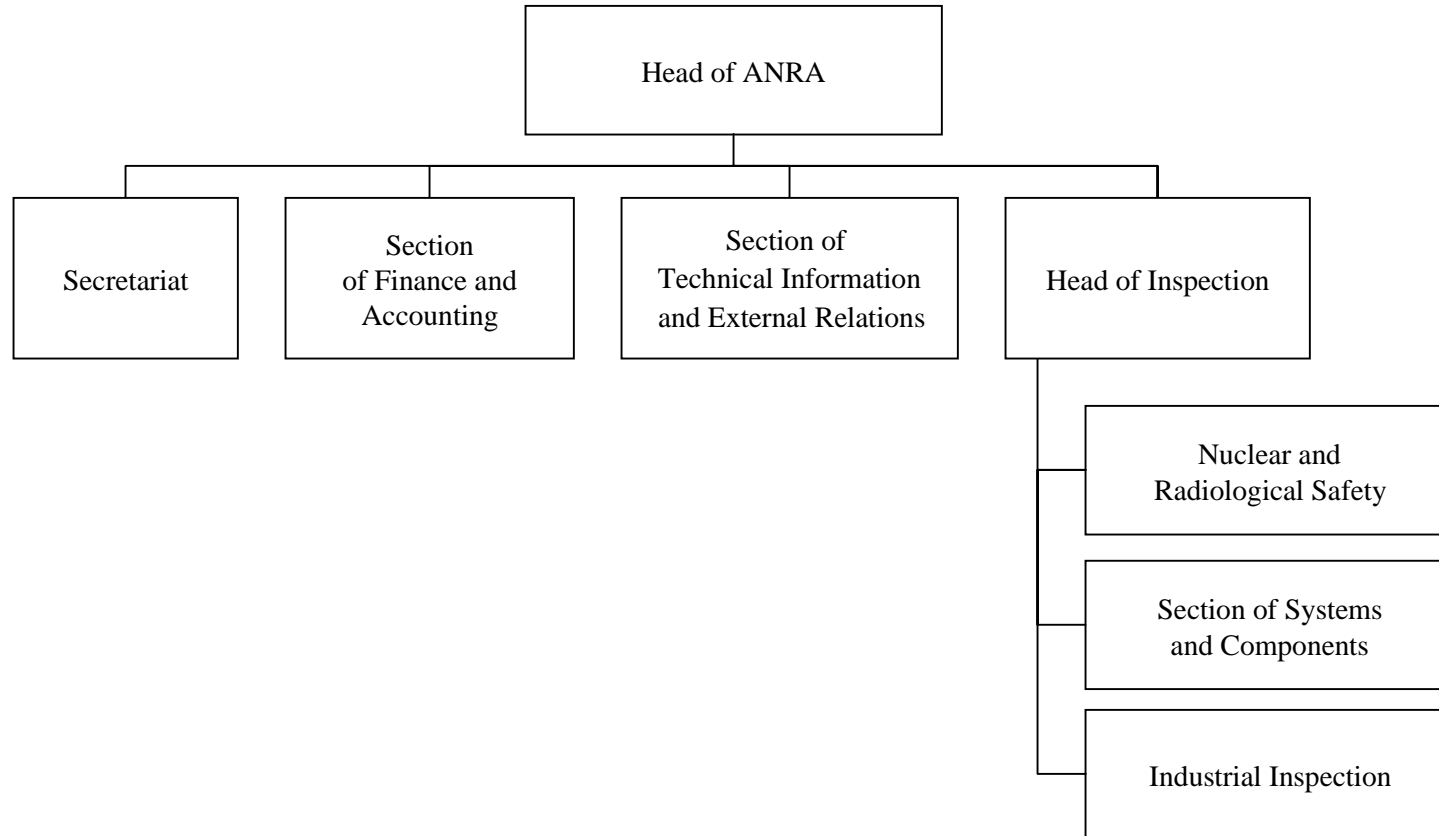 Head of ANRA
Secretariat
Section
of Finance and
Accounting
Section of
Technical Information
and External Relations
Head of Inspection
Nuclear and
Radiological Safety
Section of Systems
and Components
Industrial Inspection